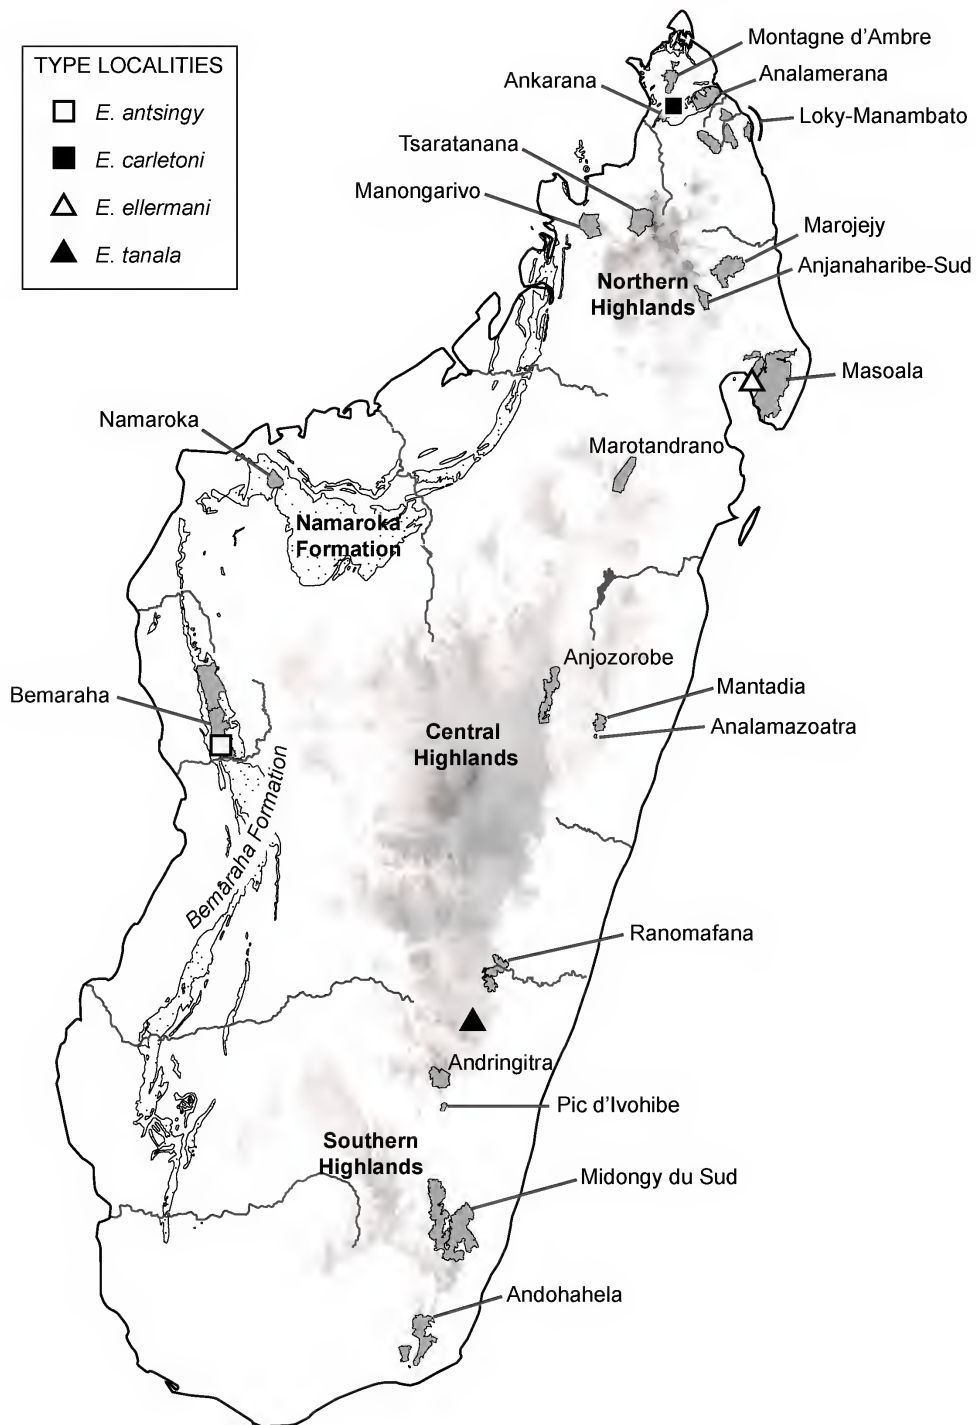 TYPE LOCALITIES
E. antsingy
E. carletoni
E. ellermani
E. tanala
Montagne d’Ambre
Ankarana
Analamerana
Loky-Manambato
Tsaratanana
Manongarivo
Marojejy
Anjanaharibe-Sud
Northern
Highlands
Masoala
Namaroka
Marotandrano
Namaroka
Formation
Anjozorobe
Bemaraha
Mantadia
Analamazoatra
Central
Highlands
Bemaraha Formation
Ranomafana
Andringitra
Pic d’Ivohibe
Southern
Highlands
Midongy du Sud
Andohahela